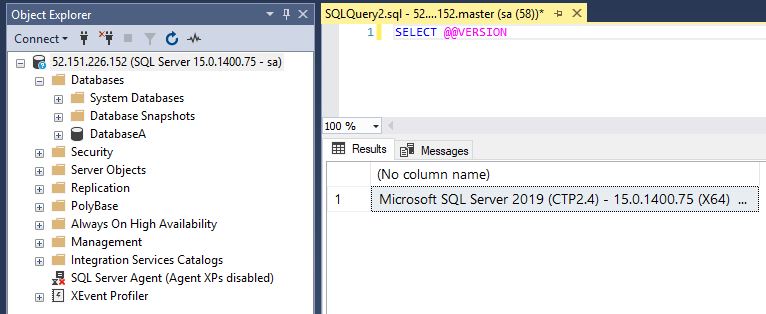 Object Explorer
Connect
52.151.226.152 (SQL Server 15.0.1400.75 - sa)
Databases
System Databases
Database Snapshots
DatabaseA
Security
Server Objects
Replication
PolyBase
Always On High Availability
Management
Integration Services Catalogs
SQL Server Agent (Agent XPs disabled)
XEvent Profiler
SQLQuery2.sql - 52....152.master (sa (58))*
1 SELECT @@VERSION
100 %
Results Messages
(No column name)
1 Microsoft SQL Server 2019 (CTP2.4) - 15.0.1400.75 (X64) ...